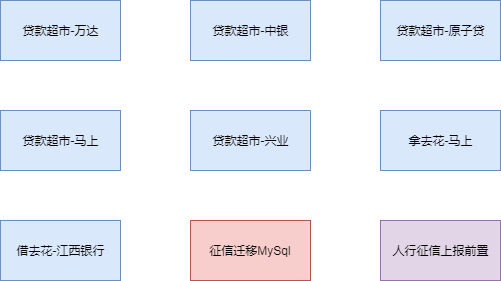 贷款超市-万达
贷款超市-中银
贷款超市-原子贷
贷款超市-马上
贷款超市-兴业
拿去花-马上
借去花-江西银行
征信迁移MySql
人行征信上报前置